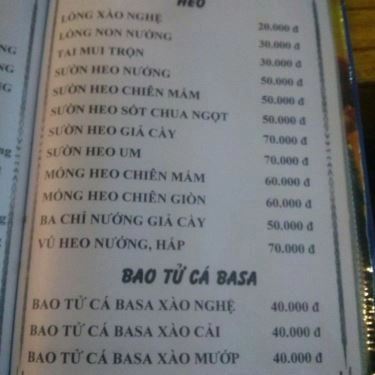 HEO
LÒNG XÀO NGHỆ 20.000 đ
LÒNG NON NƯỚNG 30.000 đ
TAI MUI TRỘN 30.000 đ
SƯỜN HEO NƯỚNG 50.000 đ
SƯỜN HEO CHIÊN MẮM 50.000 đ
SƯỜN HEO SỐT CHUA NGỌT 50.000 đ
SƯỜN HEO GIẢ CẦY 70.000 đ
SƯỜN HEO UM 70.000 đ
MÓNG HEO CHIÊN MẮM 60.000 đ
MÓNG HEO CHIÊN GIÒN 60.000 đ
BA CHỈ NƯỚNG GIẢ CẦY 50.000 đ
VÚ HEO NƯỚNG, HẤP 70.000 đ
BAO TỬ CÁ BASA
BAO TỬ CÁ BASA XÀO NGHỆ 40.000 đ
BAO TỬ CÁ BASA XÀO CẢI 40.000 đ
BAO TỬ CÁ BASA XÀO MƯỚP 40.000 đ